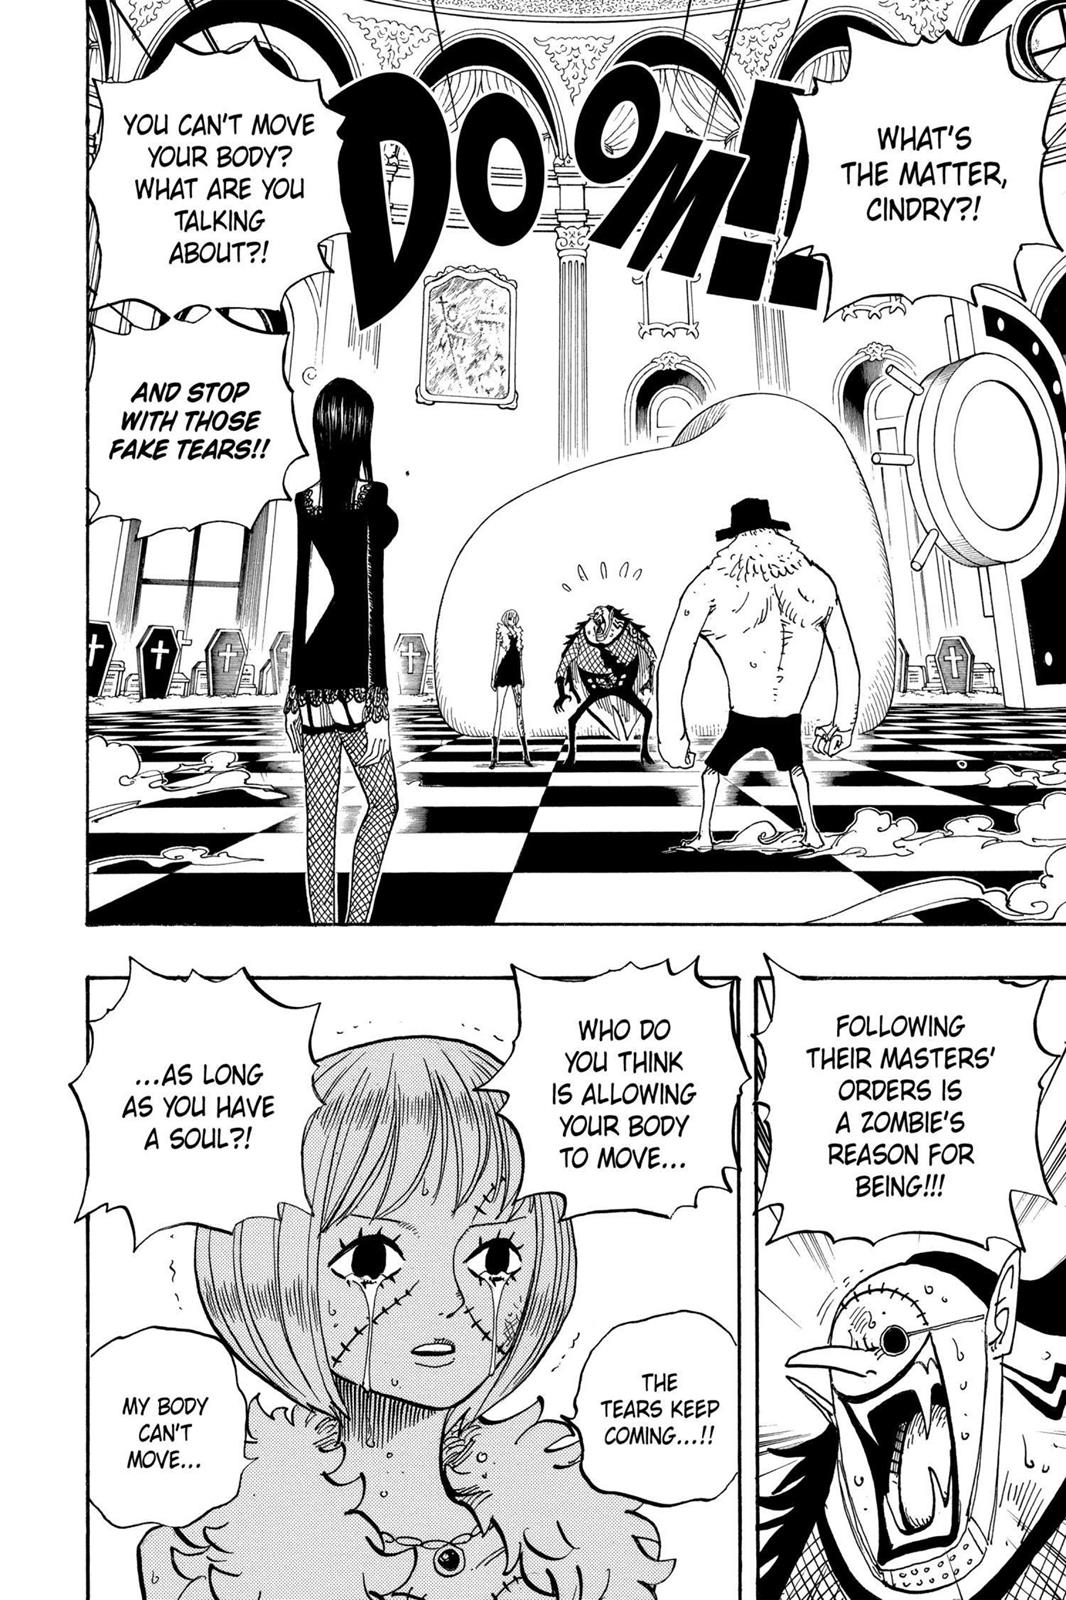 WHAT'S
THE MATTER,
CINDRY?!
DOOM!!
YOU CAN'T MOVE
YOUR BODY?
WHAT ARE YOU
TALKING
ABOUT?!
AND STOP
WITH THOSE
FAKE TEARS!!
FOLLOWING
THEIR MASTERS'
ORDERS IS
A ZOMBIE'S
REASON FOR
BEING!!!
WHO DO
YOU THINK
IS ALLOWING
YOUR BODY
TO MOVE...
...AS LONG
AS YOU HAVE
A SOUL?!
THE
TEARS KEEP
COMING...!!
MY BODY
CAN'T
MOVE...